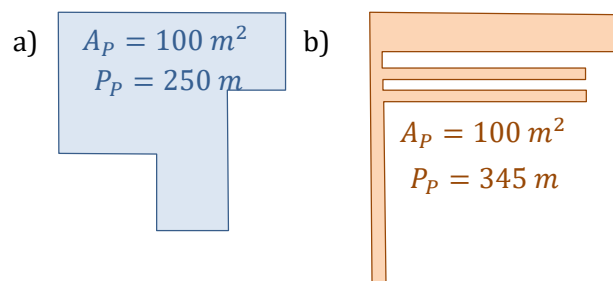 a)
$A_P = 100\ m^2$
$P_P = 250\ m$
b)
$A_P = 100\ m^2$
$P_P = 345\ m$